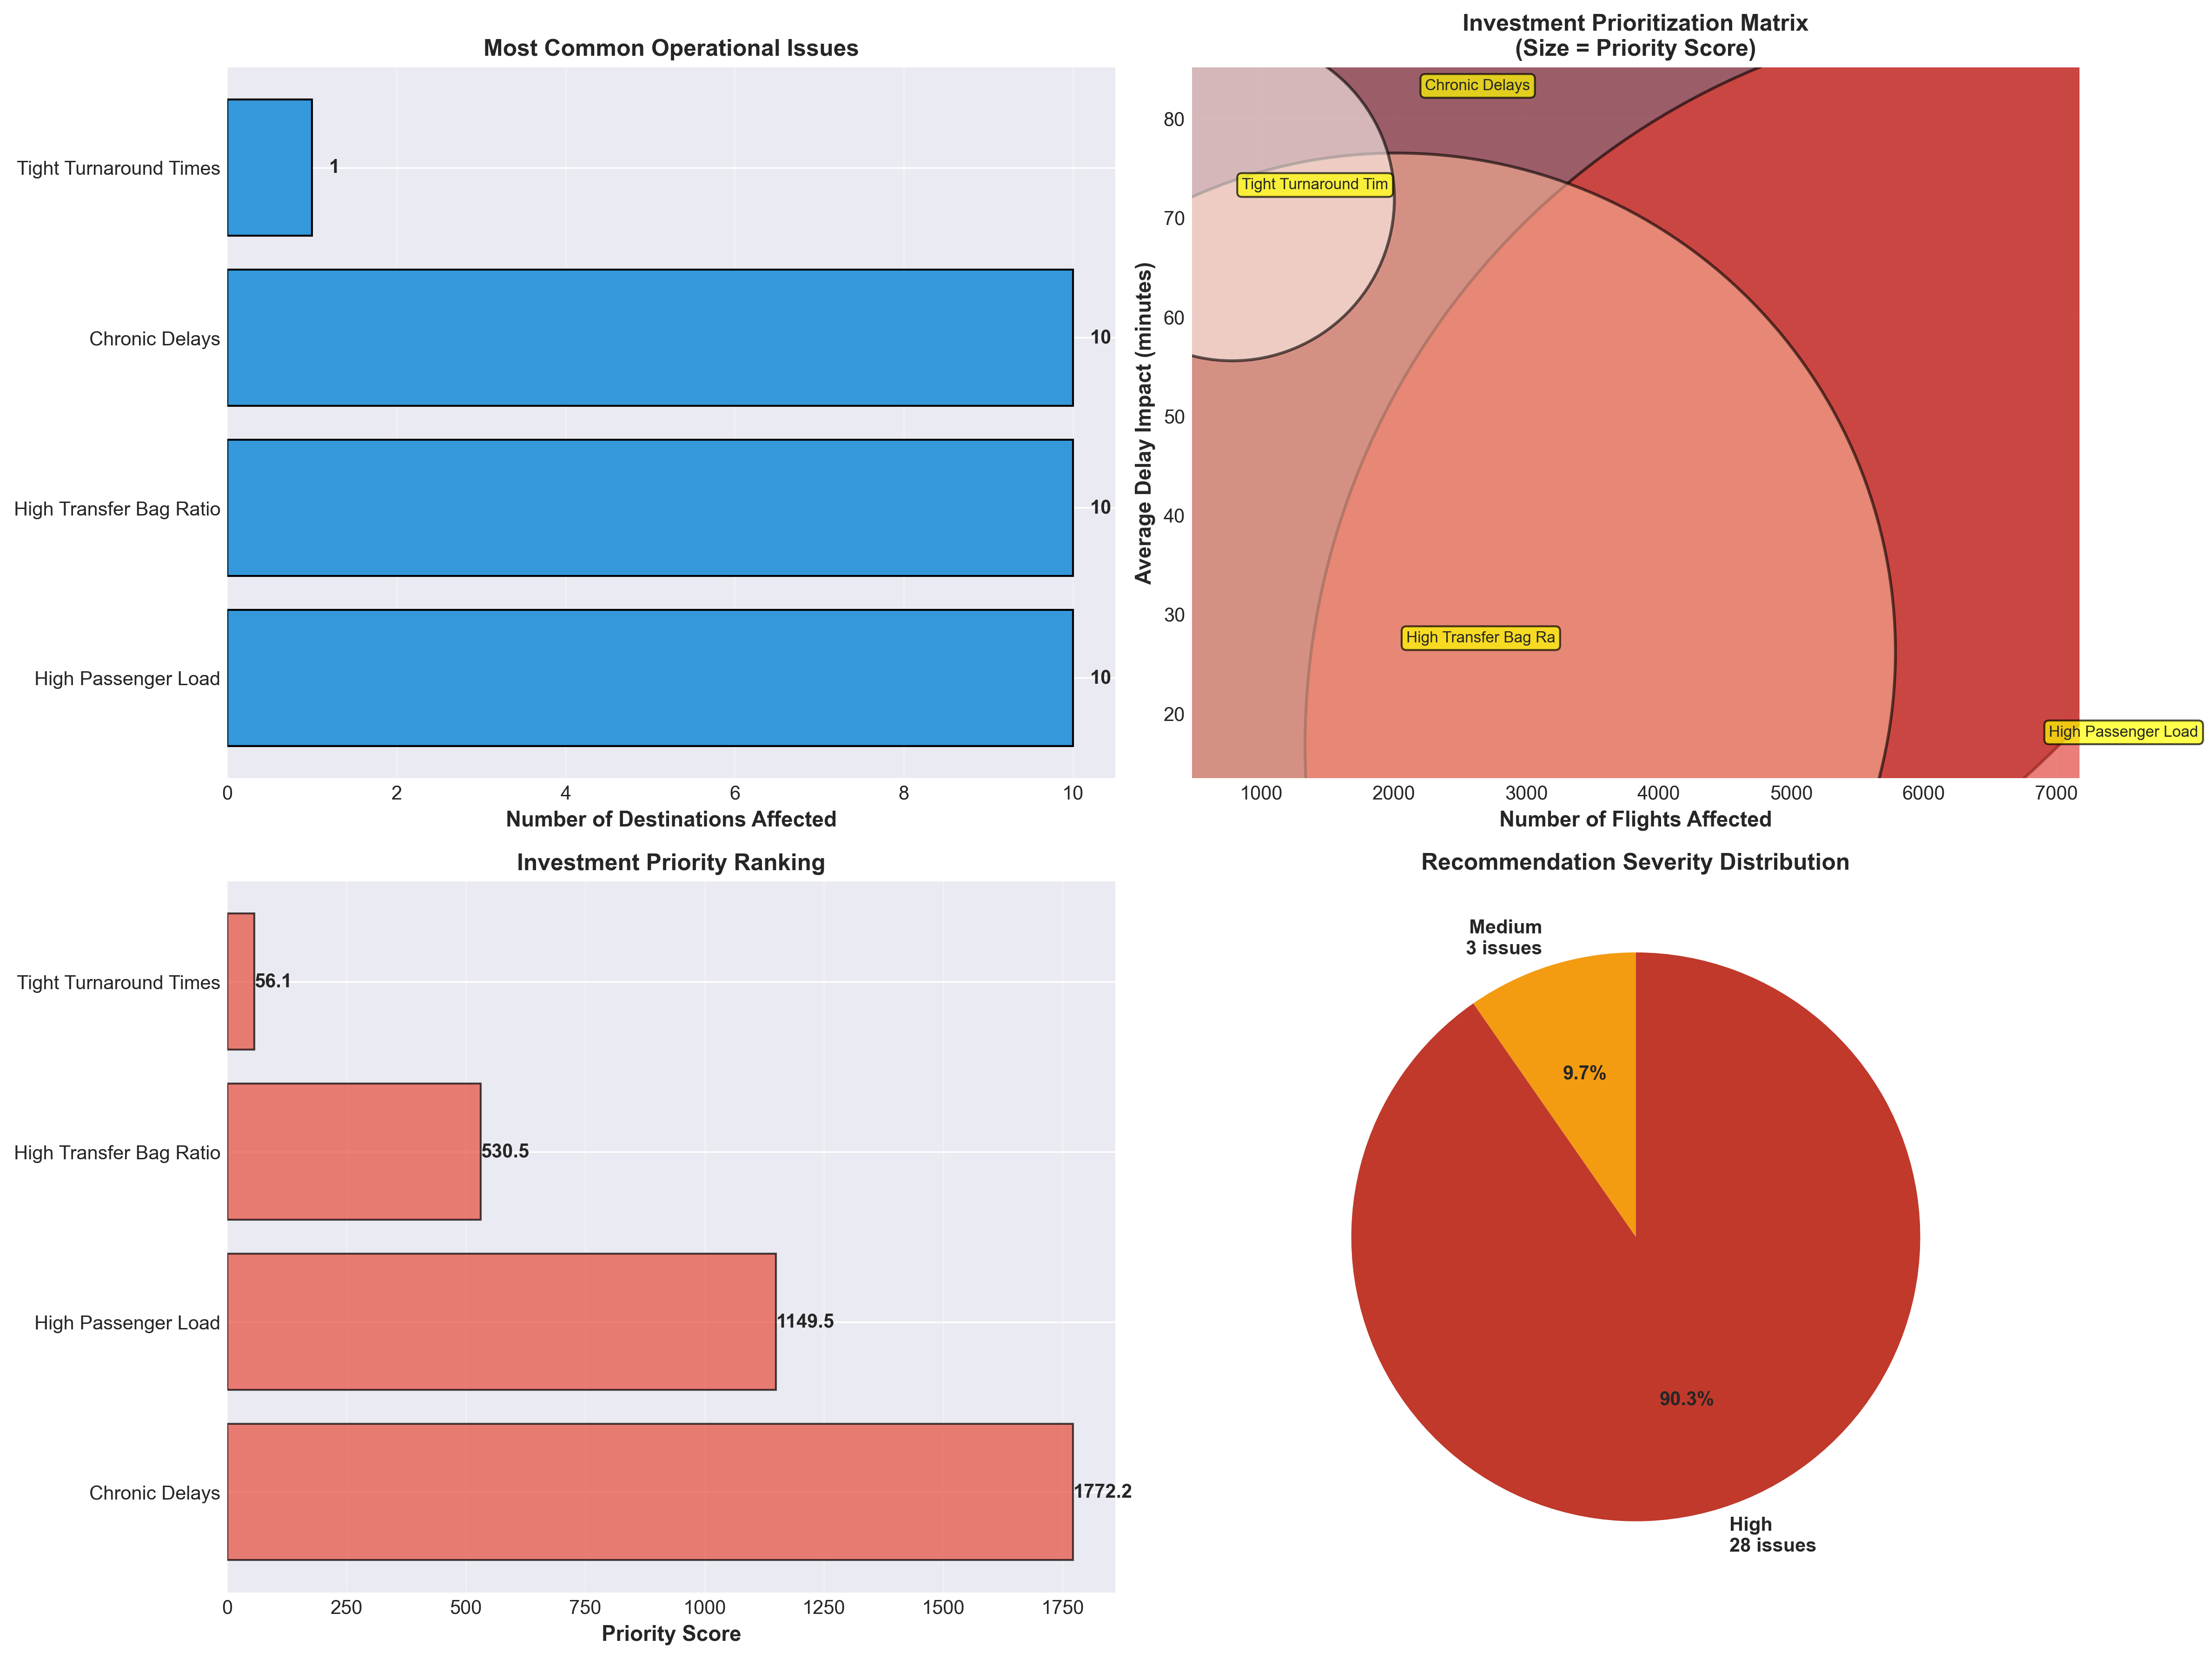 Most Common Operational Issues
Tight Turnaround Times
1
Chronic Delays
10
High Transfer Bag Ratio
10
High Passenger Load
10
0 2 4 6 8 10
Number of Destinations Affected
Investment Prioritization Matrix
(Size = Priority Score)
Average Delay Impact (minutes)
80
70
60
50
40
30
20
Chronic Delays
Tight Turnaround Tim
High Transfer Bag Ra
High Passenger Load
1000 2000 3000 4000 5000 6000 7000
Number of Flights Affected
Investment Priority Ranking
Tight Turnaround Times
56.1
High Transfer Bag Ratio
530.5
High Passenger Load
1149.5
Chronic Delays
1772.2
0 250 500 750 1000 1250 1500 1750
Priority Score
Recommendation Severity Distribution
Medium
3 issues
9.7%
90.3%
High
28 issues